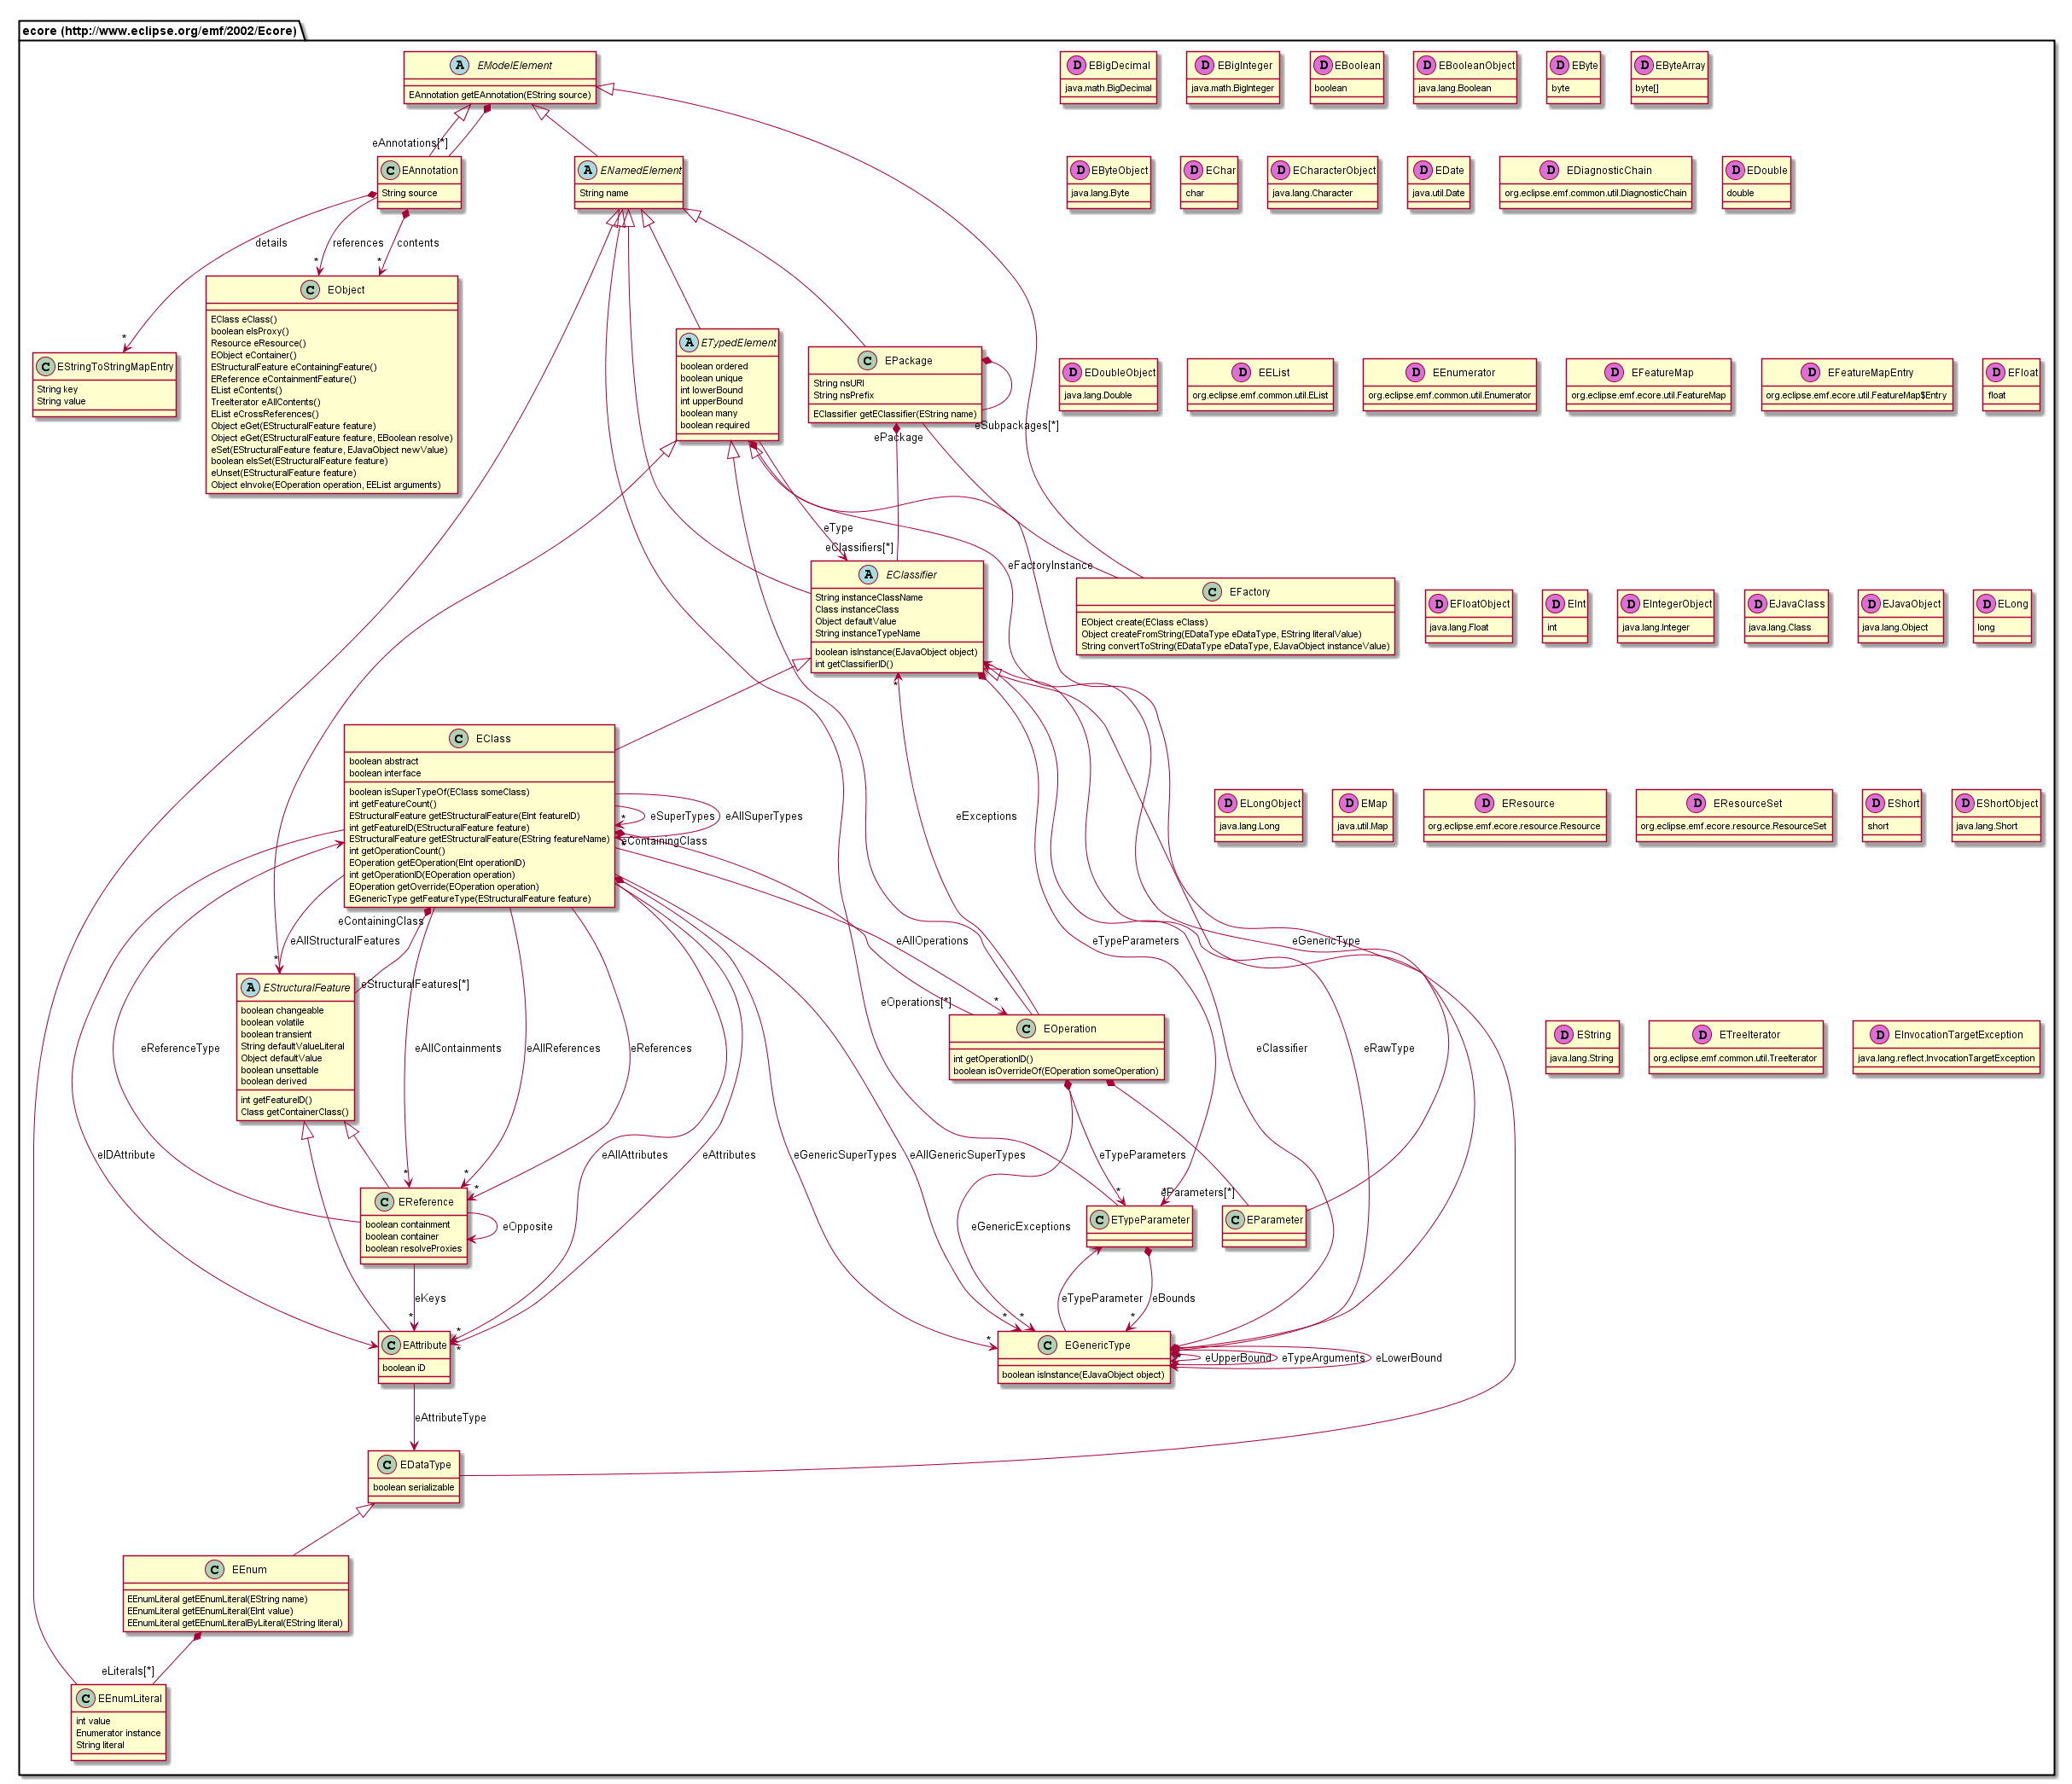 ecore (http://www.eclipse.org/emf/2002/Ecore)
A EModelElement
EAnnotation getEAnnotation(EString source)
D EBigDecimal
java.math.BigDecimal
D EBigInteger
java.math.BigInteger
D EBoolean
boolean
D EBooleanObject
java.lang.Boolean
D EByte
byte
D EByteArray
byte[]
eAnnotations[*]
C EAnnotation
String source
A ENamedElement
String name
D EByteObject
java.lang.Byte
D EChar
char
D ECharacterObject
java.lang.Character
D EDate
java.util.Date
D EDiagnosticChain
org.eclipse.emf.common.util.DiagnosticChain
D EDouble
double
details
references
contents
*
*
*
C EObject
EClass eClass()
boolean eIsProxy()
Resource eResource()
EObject eContainer()
EStructuralFeature eContainingFeature()
EReference eContainmentFeature()
EList eContents()
TreeIterator eAllContents()
EList eCrossReferences()
Object eGet(EStructuralFeature feature)
Object eGet(EStructuralFeature feature, EBoolean resolve)
eSet(EStructuralFeature feature, EJavaObject newValue)
boolean eIsSet(EStructuralFeature feature)
eUnset(EStructuralFeature feature)
Object eInvoke(EOperation operation, EEList arguments)
C EStringToStringMapEntry
String key
String value
A ETypedElement
boolean ordered
boolean unique
int lowerBound
int upperBound
boolean many
boolean required
C EPackage
String nsURI
String nsPrefix
EClassifier getEClassifier(EString name)
eSubpackages[*]
ePackage
D EDoubleObject
java.lang.Double
D EEList
org.eclipse.emf.common.util.EList
D EEnumerator
org.eclipse.emf.common.util.Enumerator
D EFeatureMap
org.eclipse.emf.ecore.util.FeatureMap
D EFeatureMapEntry
org.eclipse.emf.ecore.util.FeatureMap$Entry
D EFloat
float
eType
eClassifiers[*]
eFactoryInstance
A EClassifier
String instanceClassName
Class instanceClass
Object defaultValue
String instanceTypeName
boolean isInstance(EJavaObject object)
int getClassifierID()
*
C EFactory
EObject create(EClass eClass)
Object createFromString(EDataType eDataType, EString literalValue)
String convertToString(EDataType eDataType, EJavaObject instanceValue)
D EFloatObject
java.lang.Float
D EInt
int
D EIntegerObject
java.lang.Integer
D EJavaClass
java.lang.Class
D EJavaObject
java.lang.Object
D ELong
long
C EClass
boolean abstract
boolean interface
boolean isSuperTypeOf(EClass someClass)
int getFeatureCount()
EStructuralFeature getEStructuralFeature(EInt featureID)
int getFeatureID(EStructuralFeature feature)
EStructuralFeature getEStructuralFeature(EString featureName)
int getOperationCount()
EOperation getEOperation(EInt operationID)
int getOperationID(EOperation operation)
EOperation getOverride(EOperation operation)
EGenericType getFeatureType(EStructuralFeature feature)
*
eSuperTypes
eAllSuperTypes
*
eContainingClass
eExceptions
D ELongObject
java.lang.Long
D EMap
java.util.Map
D EResource
org.eclipse.emf.ecore.resource.Resource
D EResourceSet
org.eclipse.emf.ecore.resource.ResourceSet
D EShort
short
D EShortObject
java.lang.Short
eContainingClass
eAllStructuralFeatures
*
eStructuralFeatures[*]
eAllOperations
eTypeParameters
eGenericType
eOperations[*]
*
A EStructuralFeature
boolean changeable
boolean volatile
boolean transient
String defaultValueLiteral
Object defaultValue
boolean unsettable
boolean derived
int getFeatureID()
Class getContainerClass()
eReferenceType
eAllContainments
eAllReferences
eReferences
C EOperation
int getOperationID()
boolean isOverrideOf(EOperation someOperation)
eClassifier
eRawType
D EString
java.lang.String
D ETreeIterator
org.eclipse.emf.common.util.TreeIterator
D EInvocationTargetException
java.lang.reflect.InvocationTargetException
eIDAttribute
eAllAttributes
eAttributes
eGenericSuperTypes
eAllGenericSuperTypes
eTypeParameters
*
*
*
*
*
eParameters[*]
C EReference
boolean containment
boolean container
boolean resolveProxies
eOpposite
eGenericExceptions
C ETypeParameter
C EParameter
eKeys
*
eTypeParameter
eBounds
*
*
*
*
*
*
C EAttribute
boolean iD
C EGenericType
boolean isInstance(EJavaObject object)
eUpperBound
eTypeArguments
eLowerBound
eAttributeType
C EDataType
boolean serializable
C EEnum
EEnumLiteral getEEnumLiteral(EString name)
EEnumLiteral getEEnumLiteral(EInt value)
EEnumLiteral getEEnumLiteralByLiteral(EString literal)
eLiterals[*]
C EEnumLiteral
int value
Enumerator instance
String literal